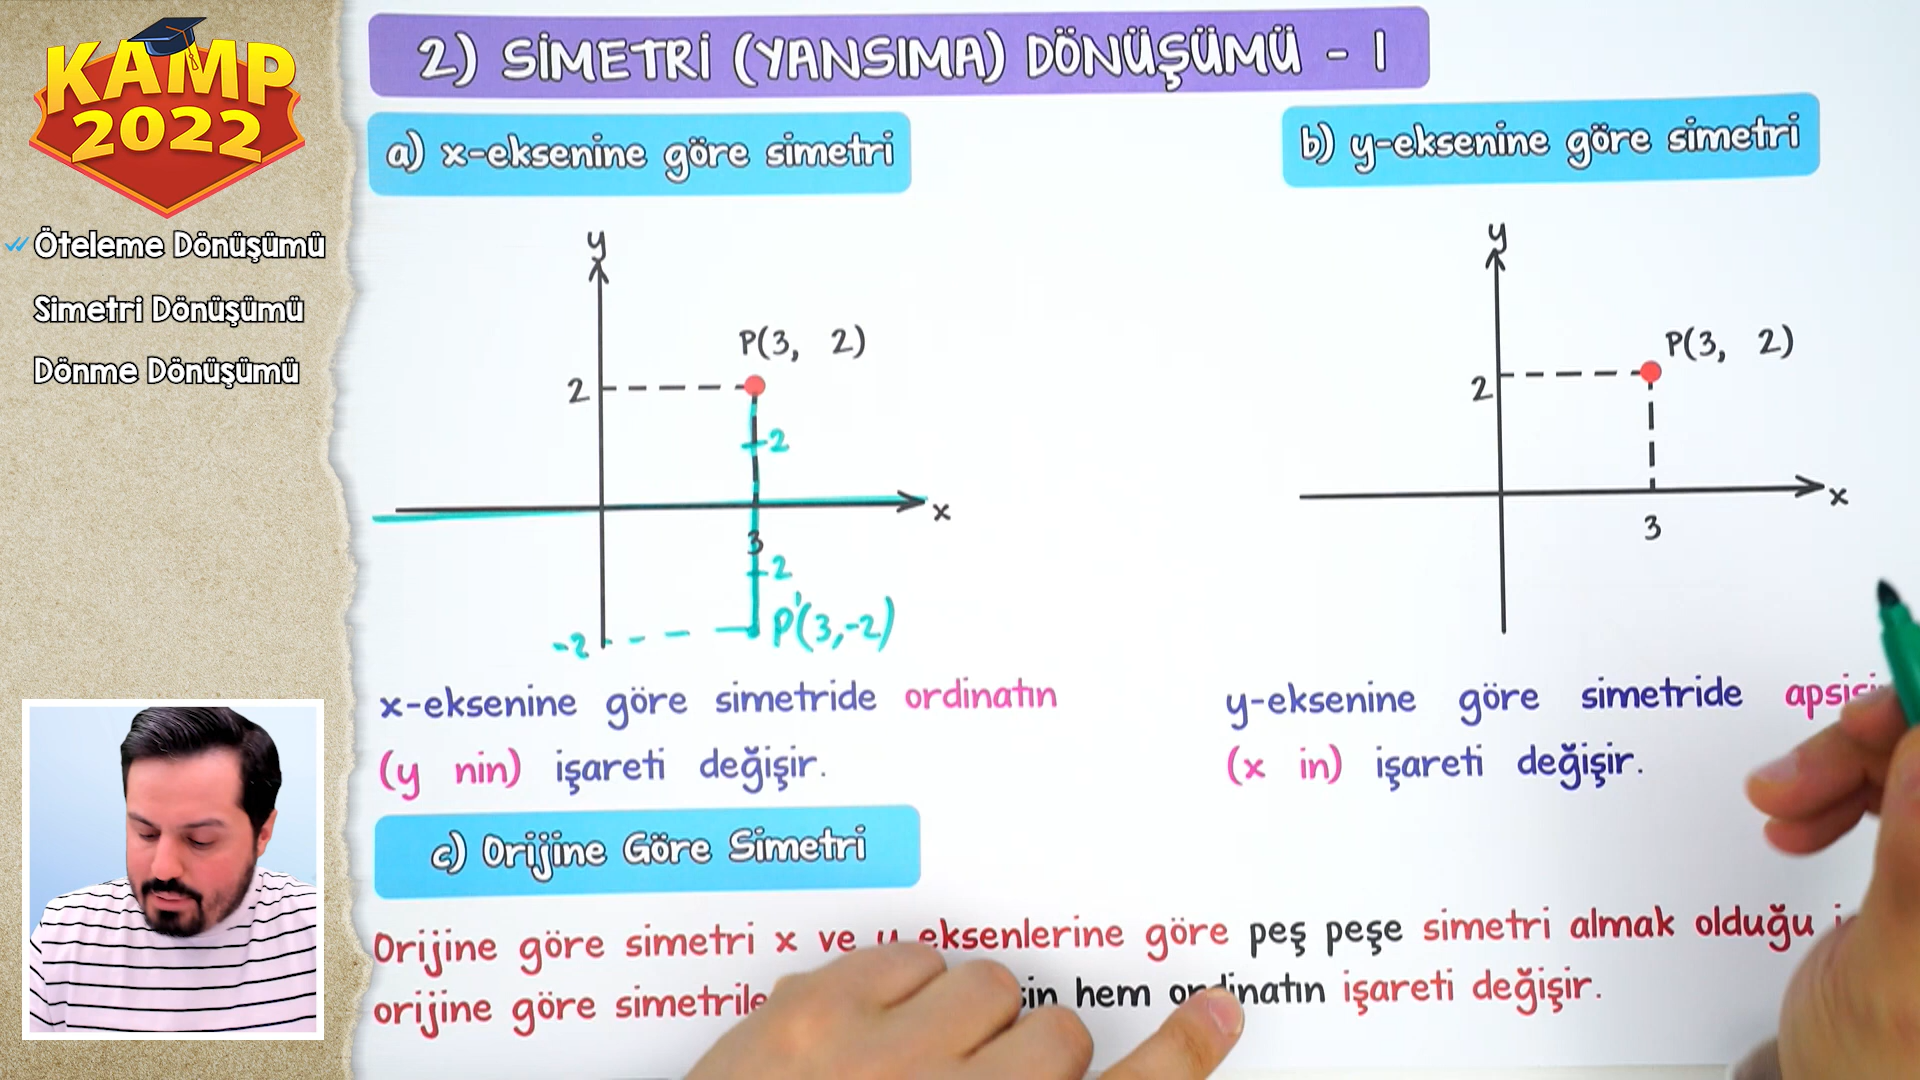 KAMP
2022
Öteleme Dönüşümü
Simetri Dönüşümü
Dönme Dönüşümü
2) SİMETRİ (YANSIMA) DÖNÜŞÜMÜ - 1
a) x-eksenine göre simetri
y
P(3, 2)
2
2
x
3
2
-2
P'(3,-2)
x-eksenine göre simetride ordinatın
(y nin) işareti değişir.
b) y-eksenine göre simetri
y
P(3, 2)
2
x
3
y-eksenine göre simetride
(x in) işareti değişir.
c) Orijine Göre Simetri
Orijine göre simetri x ve y eksenlerine göre peş peşe simetri almak olduğu
orijine göre simetrile hem ordinatın işareti değişir.